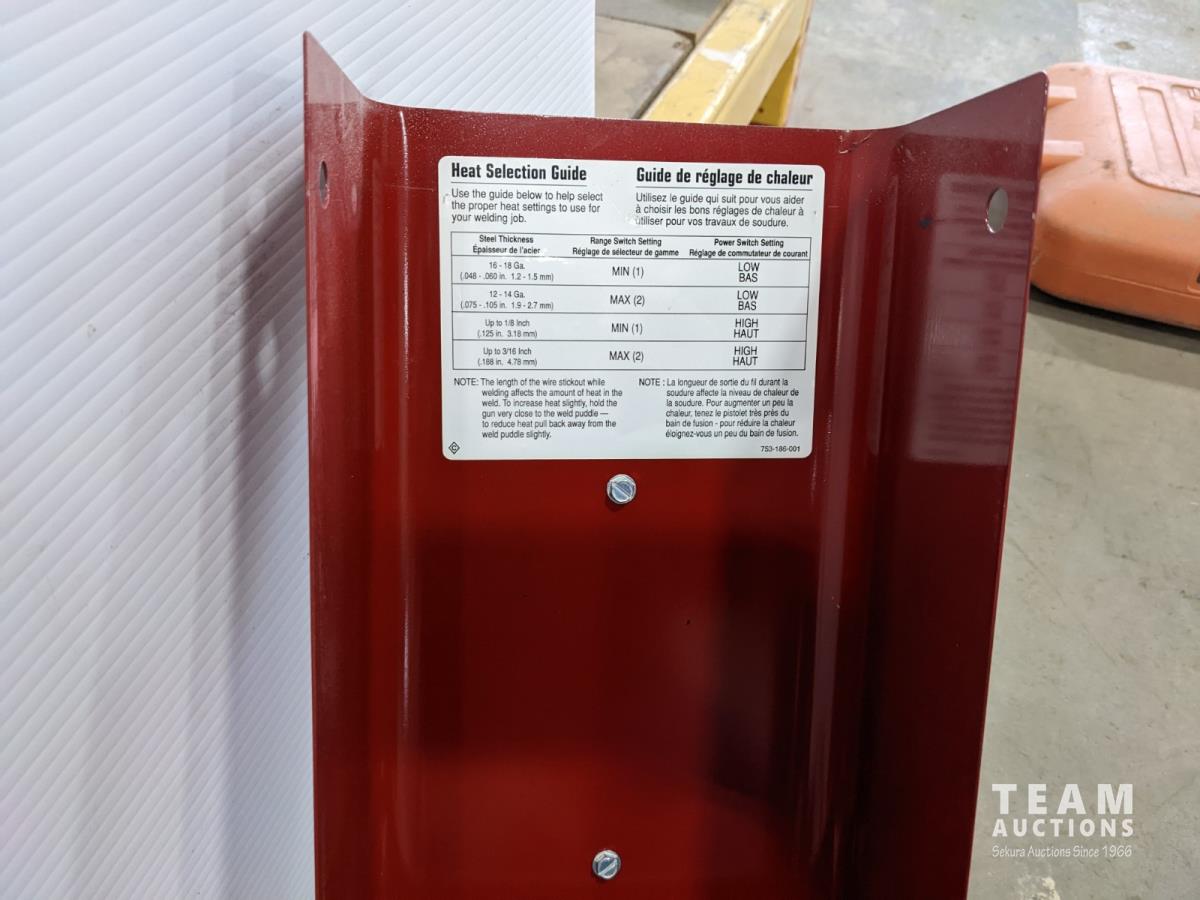 Heat Selection Guide
Use the guide below to help select
the proper heat settings to use for
your welding job.
Guide de réglage de chaleur
Utilisez le guide qui suit pour vous aider
à choisir les bons réglages de chaleur à
utiliser pour vos travaux de soudure.
Steel Thickness
Épaisseur de l'acier
Range Switch Setting
Réglage de sélecteur de gamme
Power Switch Setting
Réglage de commutateur de courant
16 - 18 Ga.
(.048 - .060 in. 1.2 - 1.5 mm)
MIN (1)
LOW
BAS
12 - 14 Ga.
(.075 - .105 in. 1.9 - 2.7 mm)
MAX (2)
LOW
BAS
Up to 1/8 Inch
(.125 in. 3.18 mm)
MIN (1)
HIGH
HAUT
Up to 3/16 Inch
(.188 in. 4.78 mm)
MAX (2)
HIGH
HAUT
NOTE: The length of the wire stickout while
welding affects the amount of heat in the
weld. To increase heat slightly, hold the
gun very close to the weld puddle —
to reduce heat pull back away from the
weld puddle slightly.
NOTE : La longueur de sortie du fil durant la
soudure affecte la niveau de chaleur de
la soudure. Pour augmenter un peu la
chaleur, tenez le pistolet très près du
bain de fusion - pour réduire la chaleur
éloignez-vous un peu du bain de fusion.
C
753-186-001
TEAM
AUCTIONS
Sekura Auctions Since 1966